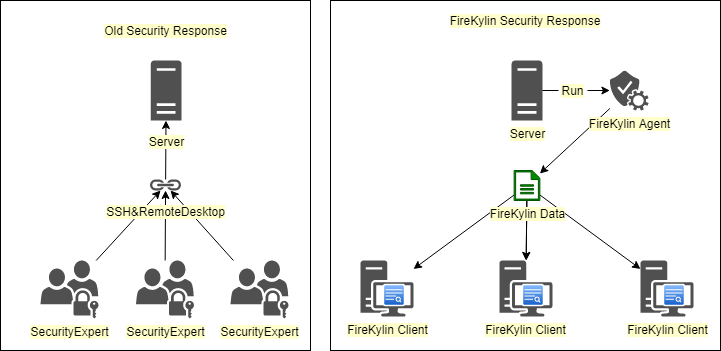 Old Security Response
Server
SSH&RemoteDesktop
SecurityExpert
SecurityExpert
SecurityExpert
FireKylin Security Response
Run
Server
FireKylin Agent
FireKylin Data
FireKylin Client
FireKylin Client
FireKylin Client